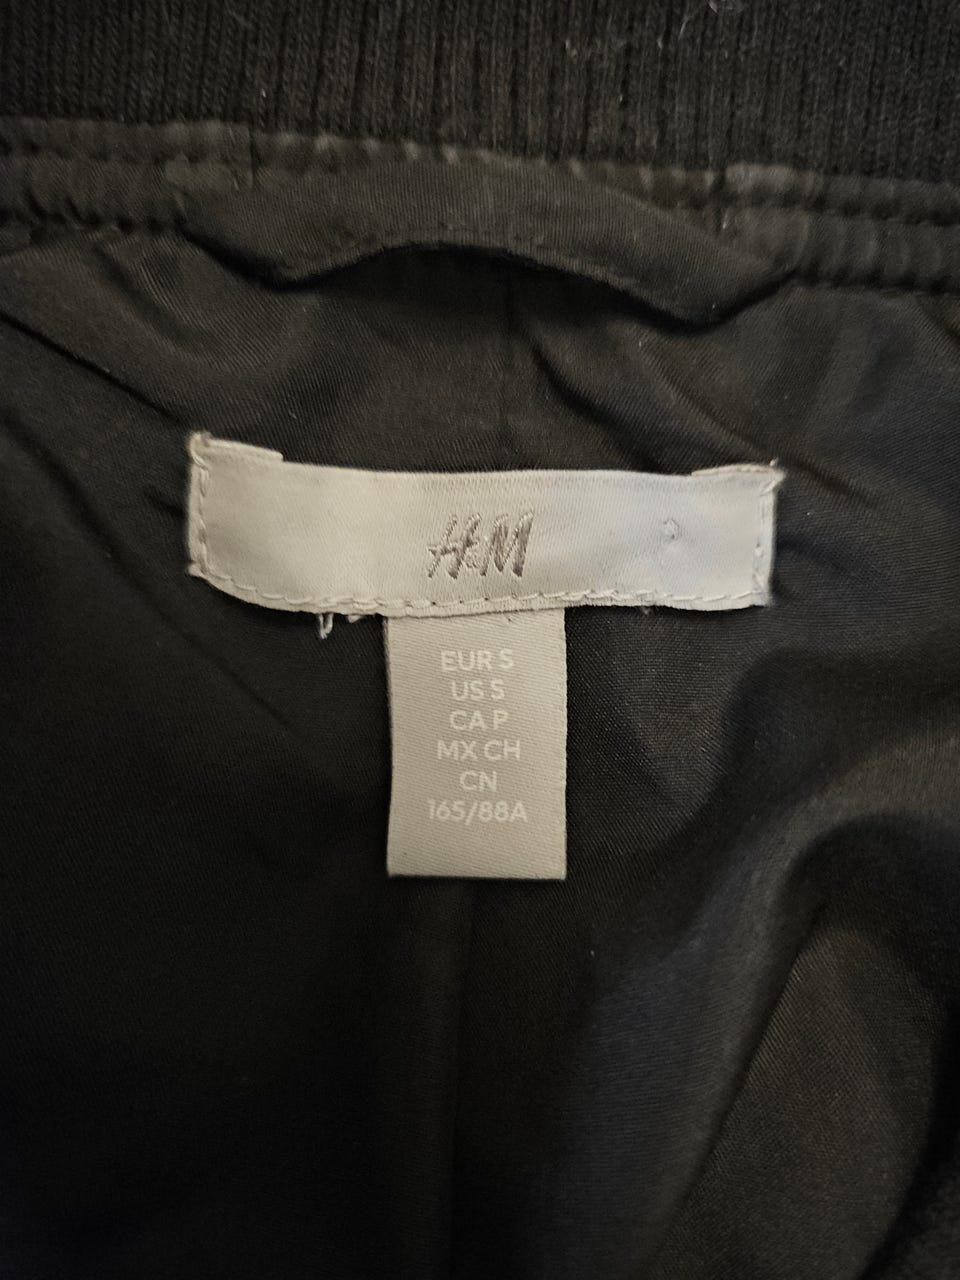 H&M
EUR S
US S
CA P
MX CH
CN
165/88A